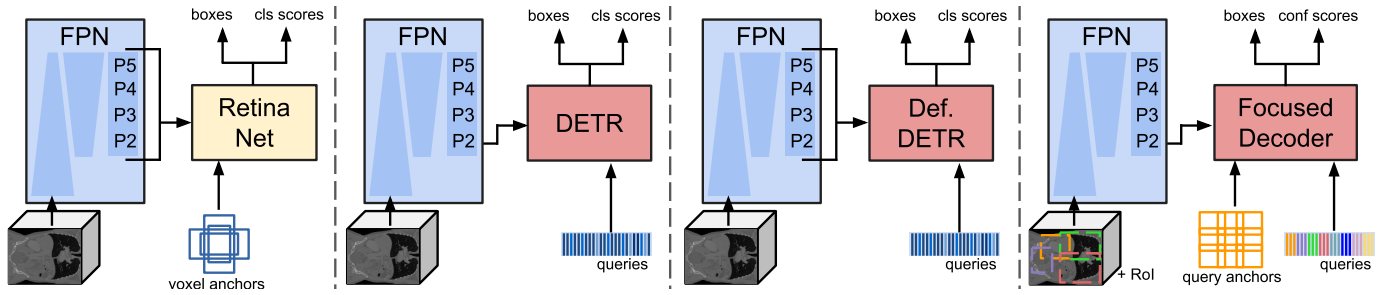 boxes cls scores
FPN
P5
P4
P3
P2
Retina
Net
voxel anchors
boxes cls scores
FPN
P5
P4
P3
P2
DETR
queries
boxes cls scores
FPN
P5
P4
P3
P2
Def.
DETR
queries
boxes conf scores
FPN
P5
P4
P3
P2
Focused
Decoder
+ RoI
query anchors
queries